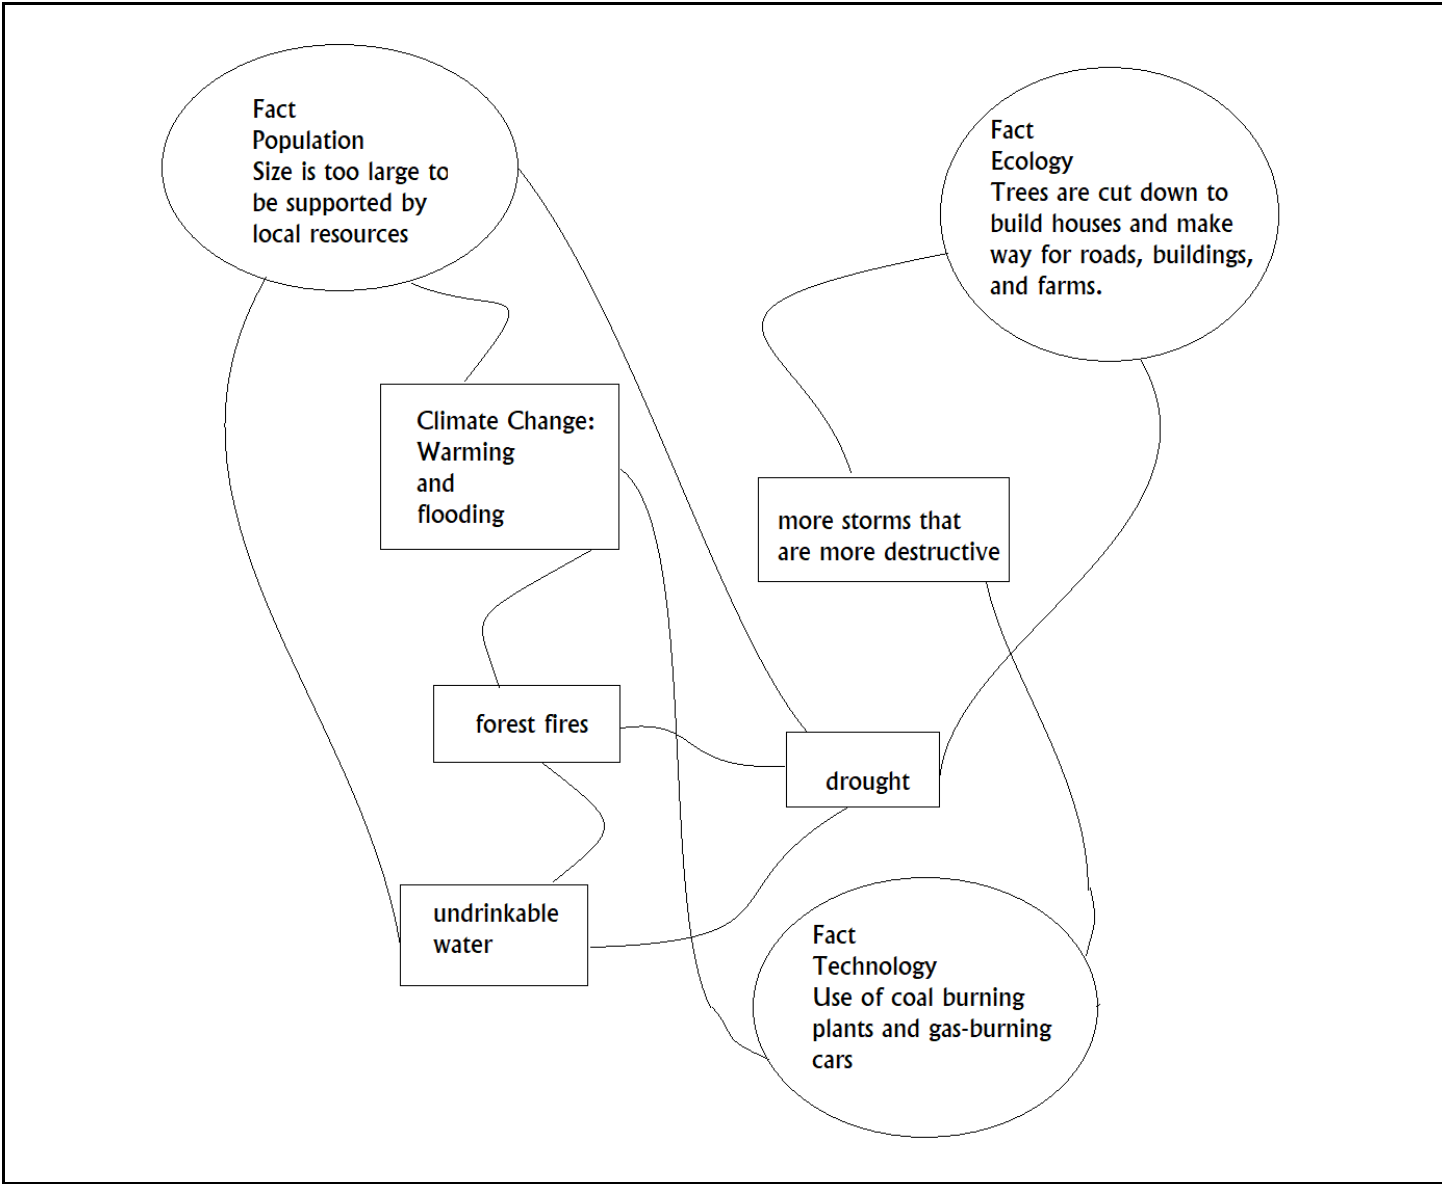 Fact
Population
Size is too large to
be supported by
local resources
Fact
Ecology
Trees are cut down to
build houses and make
way for roads, buildings,
and farms.
Climate Change:
Warming
and
flooding
more storms that
are more destructive
forest fires
drought
undrinkable
water
Fact
Technology
Use of coal burning
plants and gas-burning
cars